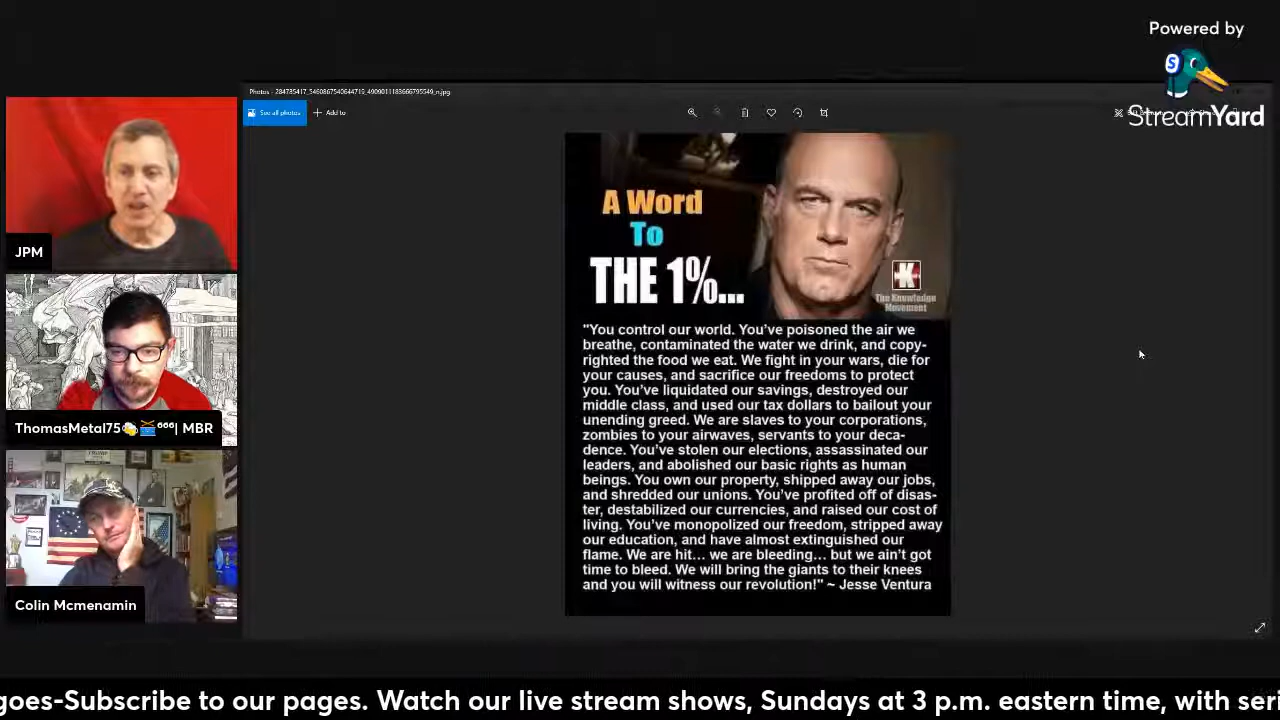 Powered by
StreamYard
Photos - 284785417_5460867540644719_4909011183666795549_n.jpg
See all photos
Add to
JPM
ThomasMetal75🍻🥁⁶⁶⁶| MBR
Colin Mcmenamin
A Word
To
THE 1%...
K
The Knowledge
Movement
"You control our world. You've poisoned the air we
breathe, contaminated the water we drink, and copy-
righted the food we eat. We fight in your wars, die for
your causes, and sacrifice our freedoms to protect
you. You've liquidated our savings, destroyed our
middle class, and used our tax dollars to bailout your
unending greed. We are slaves to your corporations,
zombies to your airwaves, servants to your deca-
dence. You've stolen our elections, assassinated our
leaders, and abolished our basic rights as human
beings. You own our property, shipped away our jobs,
and shredded our unions. You've profited off of disas-
ter, destabilized our currencies, and raised our cost of
living. You've monopolized our freedom, stripped away
our education, and have almost extinguished our
flame. We are hit... we are bleeding... but we ain't got
time to bleed. We will bring the giants to their knees
and you will witness our revolution!" ~ Jesse Ventura
goes-Subscribe to our pages. Watch our live stream shows, Sundays at 3 p.m. eastern time, with seri